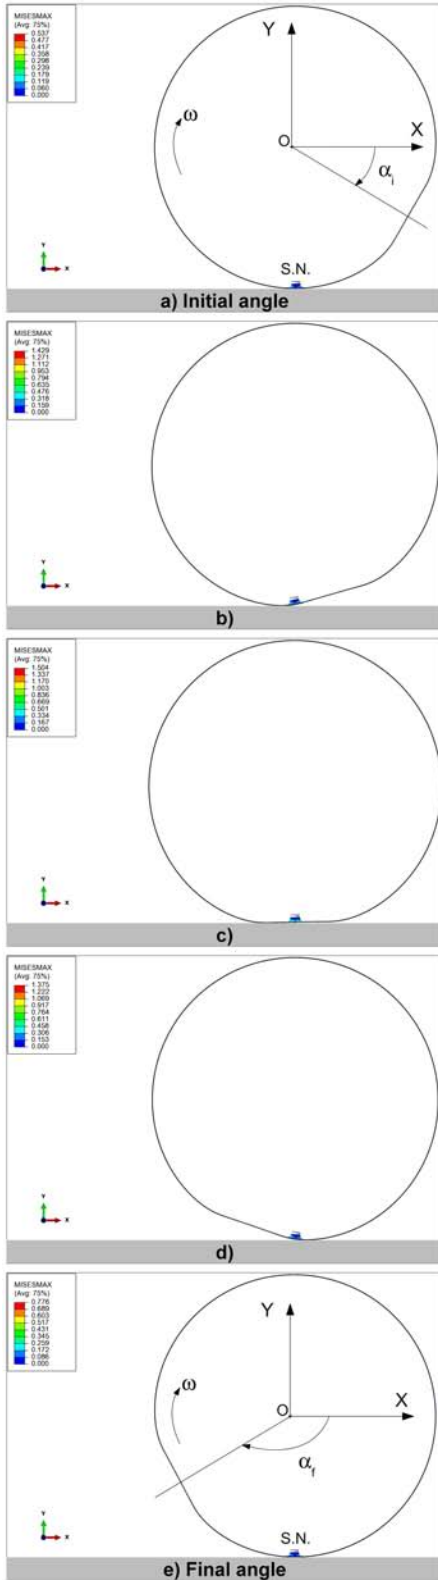 MISESMAX
(Avg: 75%)
0.537
0.477
0.417
0.358
0.298
0.239
0.179
0.119
0.060
0.000
Y
ω
O
X
αi
Y
X
S.N.
a) Initial angle
MISESMAX
(Avg: 75%)
1.429
1.271
1.112
0.953
0.794
0.635
0.476
0.318
0.159
0.000
Y
X
b)
MISESMAX
(Avg: 75%)
1.504
1.337
1.170
1.003
0.836
0.669
0.501
0.334
0.167
0.000
Y
X
c)
MISESMAX
(Avg: 75%)
1.375
1.222
1.069
0.917
0.764
0.611
0.458
0.306
0.153
0.000
Y
X
d)
MISESMAX
(Avg: 75%)
0.776
0.689
0.603
0.517
0.431
0.345
0.259
0.172
0.086
0.000
Y
ω
O
X
αf
Y
X
S.N.
e) Final angle